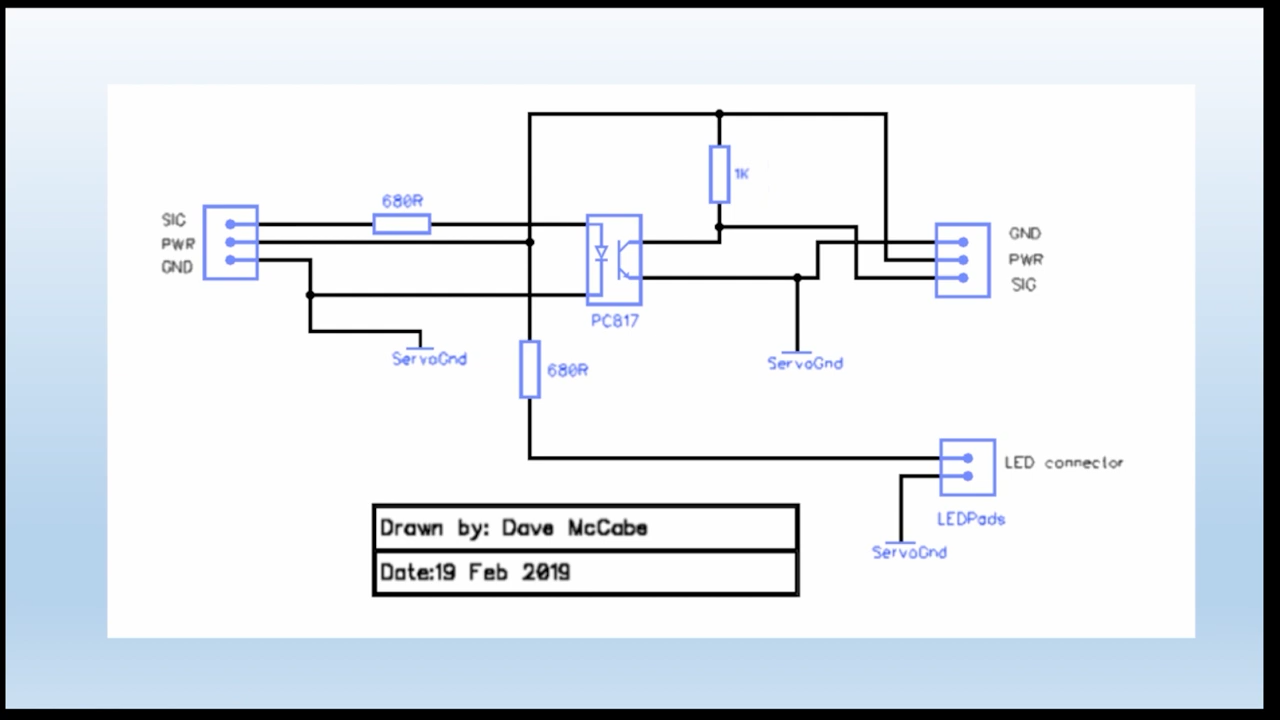 680R
1K
SIG
PWR
GND
GND
PWR
SIG
PC817
ServoGnd
ServoGnd
680R
LED connector
LEDPads
ServoGnd
Drawn by: Dave McCabe
Date:19 Feb 2019